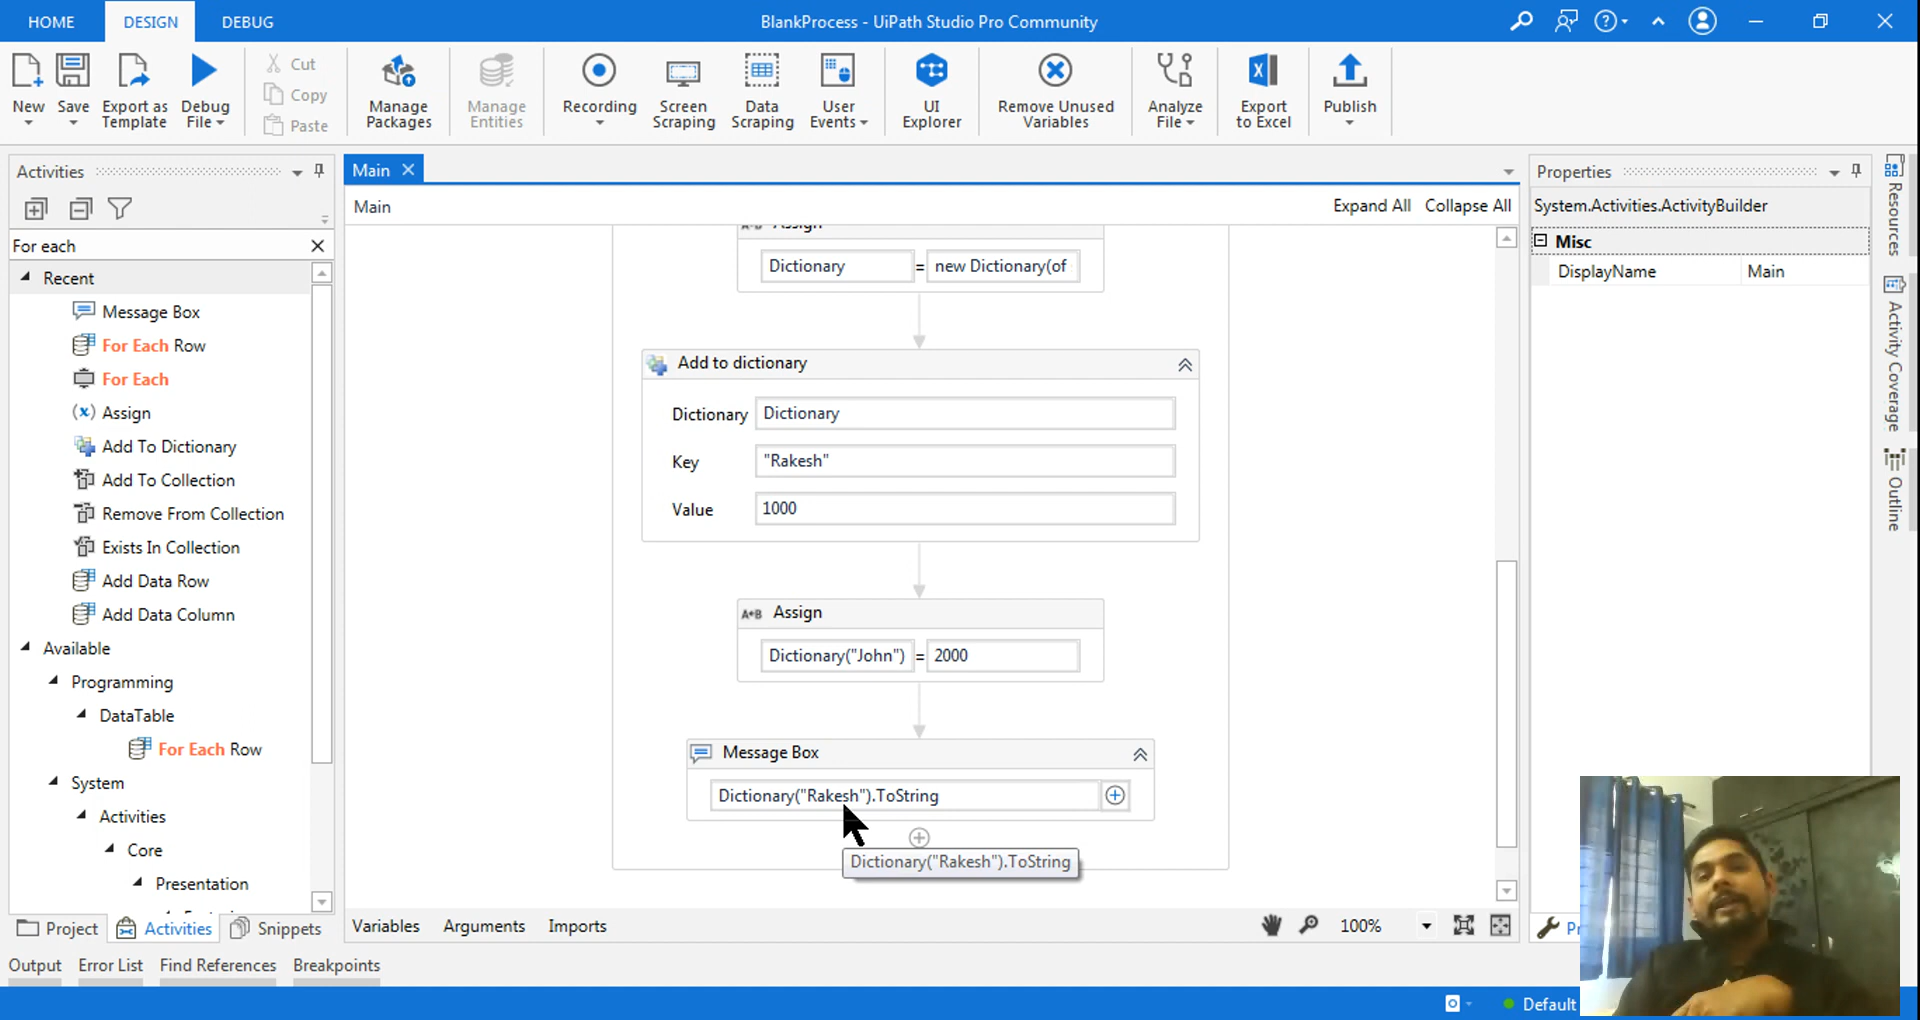 HOME
DESIGN
DEBUG
BlankProcess - UiPath Studio Pro Community
New
Save
Export as
Template
Debug
File
Cut
Copy
Paste
Manage
Packages
Manage
Entities
Recording
Screen
Scraping
Data
Scraping
User
Events
UI
Explorer
Remove Unused
Variables
Analyze
File
Export
to Excel
Publish
Activities
For each
Recent
Message Box
For Each Row
For Each
Assign
Add To Dictionary
Add To Collection
Remove From Collection
Exists In Collection
Add Data Row
Add Data Column
Available
Programming
DataTable
For Each Row
System
Activities
Core
Presentation
Project
Activities
Snippets
Main
Main
Expand All
Collapse All
Assign
Dictionary = new Dictionary(of
Add to dictionary
Dictionary Dictionary
Key "Rakesh"
Value 1000
A*B Assign
Dictionary("John") = 2000
Message Box
Dictionary("Rakesh").ToString
Dictionary("Rakesh").ToString
Variables
Arguments
Imports
100%
Properties
System.Activities.ActivityBuilder
Misc
DisplayName Main
Resources
Activity Coverage
Outline
Output
Error List
Find References
Breakpoints
Default